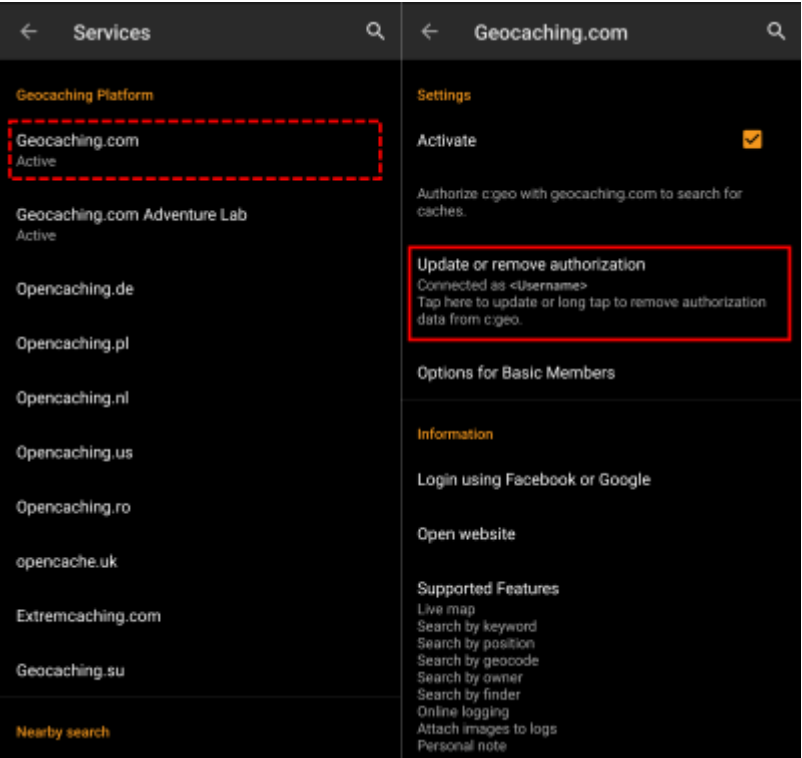 Services
Geocaching Platform
Geocaching.com
Active
Geocaching.com Adventure Lab
Active
Opencaching.de
Opencaching.pl
Opencaching.nl
Opencaching.us
Opencaching.ro
opencache.uk
Extremcaching.com
Geocaching.su
Nearby search
Geocaching.com
Settings
Activate
Authorize c:geo with geocaching.com to search for
caches.
Update or remove authorization
Connected as <Username>
Tap here to update or long tap to remove authorization
data from c:geo.
Options for Basic Members
Information
Login using Facebook or Google
Open website
Supported Features
Live map
Search by keyword
Search by position
Search by geocode
Search by owner
Search by finder
Online logging
Attach images to logs
Personal note